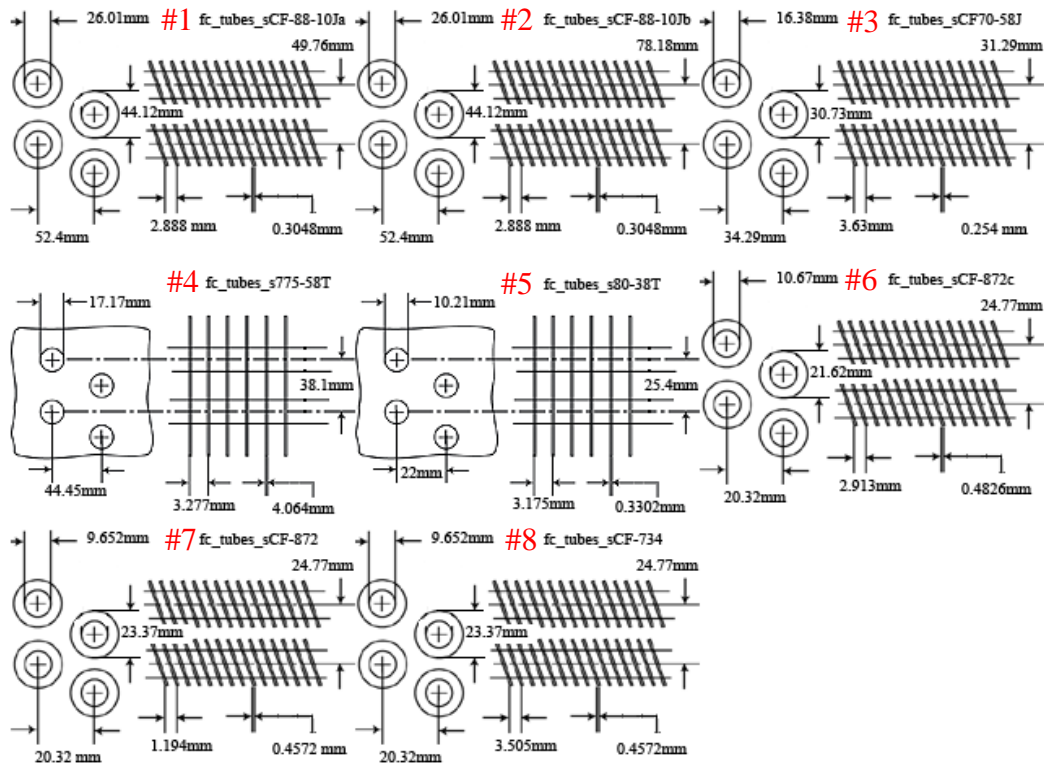 26.01mm #1 fc_tubes_sCF-88-10Ja
49.76mm
44.12mm
2.888 mm
52.4mm
0.3048mm
26.01mm #2 fc_tubes_sCF-88-10Jb
78.18mm
44.12mm
2.888 mm
52.4mm
0.3048mm
16.38mm #3 fc_tubes_sCF70-58J
31.29mm
30.73mm
3.63mm
34.29mm
0.254 mm
#4 fc_tubes_s775-58T
17.17mm
38.1mm
44.45mm
3.277mm
4.064mm
#5 fc_tubes_s80-38T
10.21mm
25.4mm
22mm
3.175mm
0.3302mm
10.67mm #6 fc_tubes_sCF-872c
24.77mm
21.62mm
20.32mm
2.913mm
0.4826mm
9.652mm #7 fc_tubes_sCF-872
24.77mm
23.37mm
20.32 mm
1.194mm
0.4572 mm
9.652mm #8 fc_tubes_sCF-734
24.77mm
23.37mm
20.32mm
3.505mm
0.4572mm